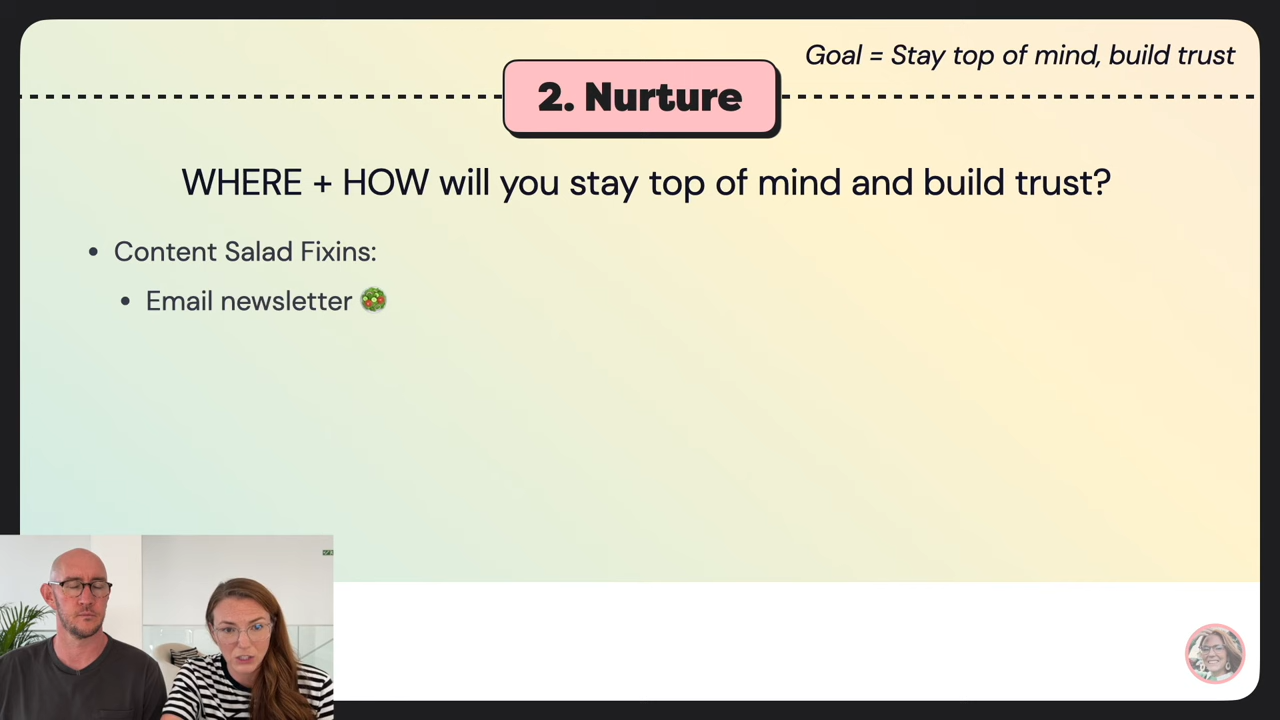 Goal = Stay top of mind, build trust
2. Nurture
WHERE + HOW will you stay top of mind and build trust?
• Content Salad Fixins:
• Email newsletter 🥗